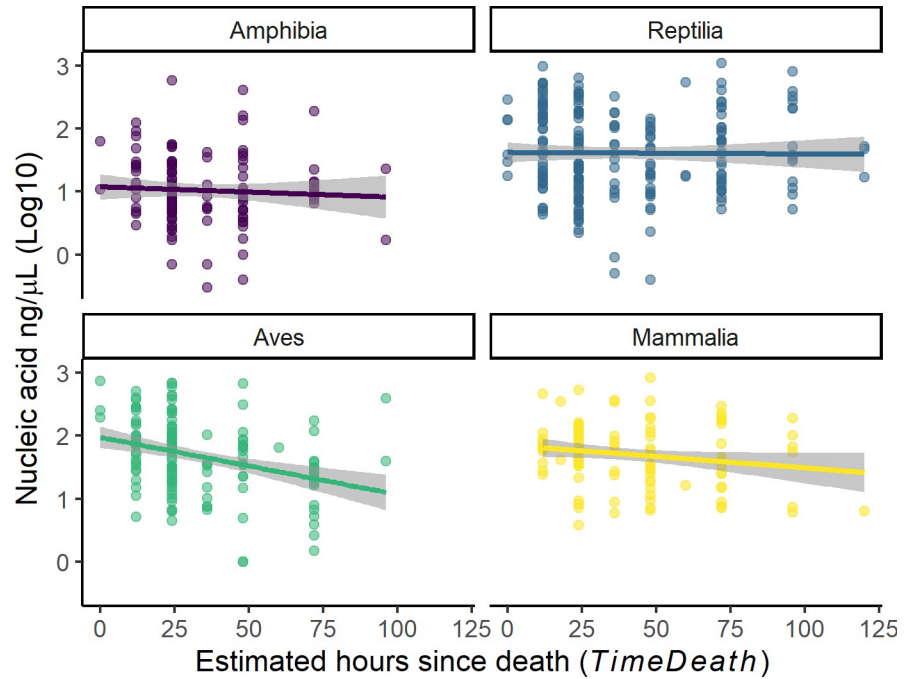 Amphibia
Reptilia
3
2
1
0
Aves
Mammalia
3
2
1
0
0 25 50 75 100 125
0 25 50 75 100 125
Nucleic acid ng/μL (Log10)
Estimated hours since death (TimeDeath)